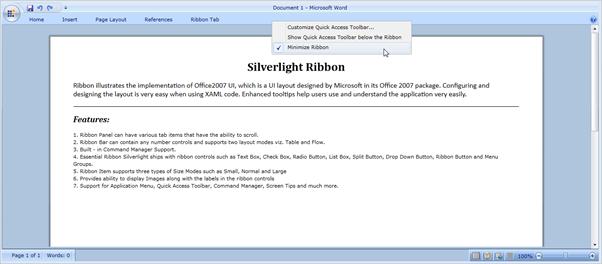 Document 1 - Microsoft Word
Home Insert Page Layout References Ribbon Tab
Customize Quick Access Toolbar...
Show Quick Access Toolbar below the Ribbon
Minimize Ribbon
Silverlight Ribbon
Ribbon illustrates the implementation of Office2007 UI, which is a UI layout designed by Microsoft in its Office 2007 package. Configuring and
designing the layout is very easy when using XAML code. Enhanced tooltips help users use and understand the application very easily.
Features:
1. Ribbon Panel can have various tab items that have the ability to scroll.
2. Ribbon Bar can contain any number controls and supports two layout modes viz. Table and Flow.
3. Built - in Command Manager Support.
4. Essential Ribbon Silverlight ships with ribbon controls such as Text Box, Check Box, Radio Button, List Box, Split Button, Drop Down Button, Ribbon Button and Menu
Groups.
5. Ribbon Item supports three types of Size Modes such as Small, Normal and Large
6. Provides ability to display Images along with the labels in the ribbon controls
7. Support for Application Menu, Quick Access Toolbar, Command Manager, Screen Tips and much more.
Page 1 of 1 Words: 0 100%